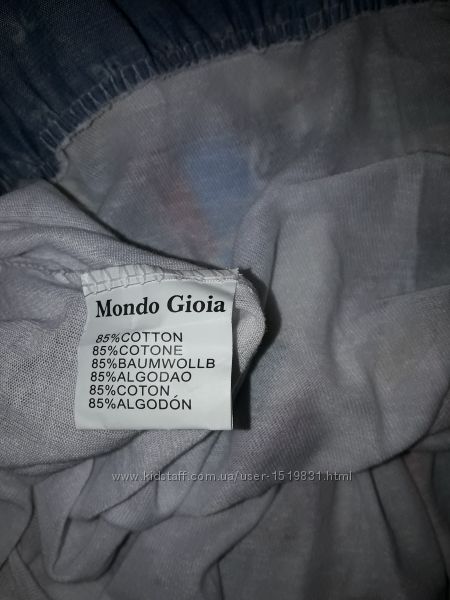 Mondo Gioia
85%COTTON
85%COTONE
85%BAUMWOLLB
85%ALGODAO
85%COTON
85%ALGODÓN
www.kidstaff.com.ua/user-1519831.html